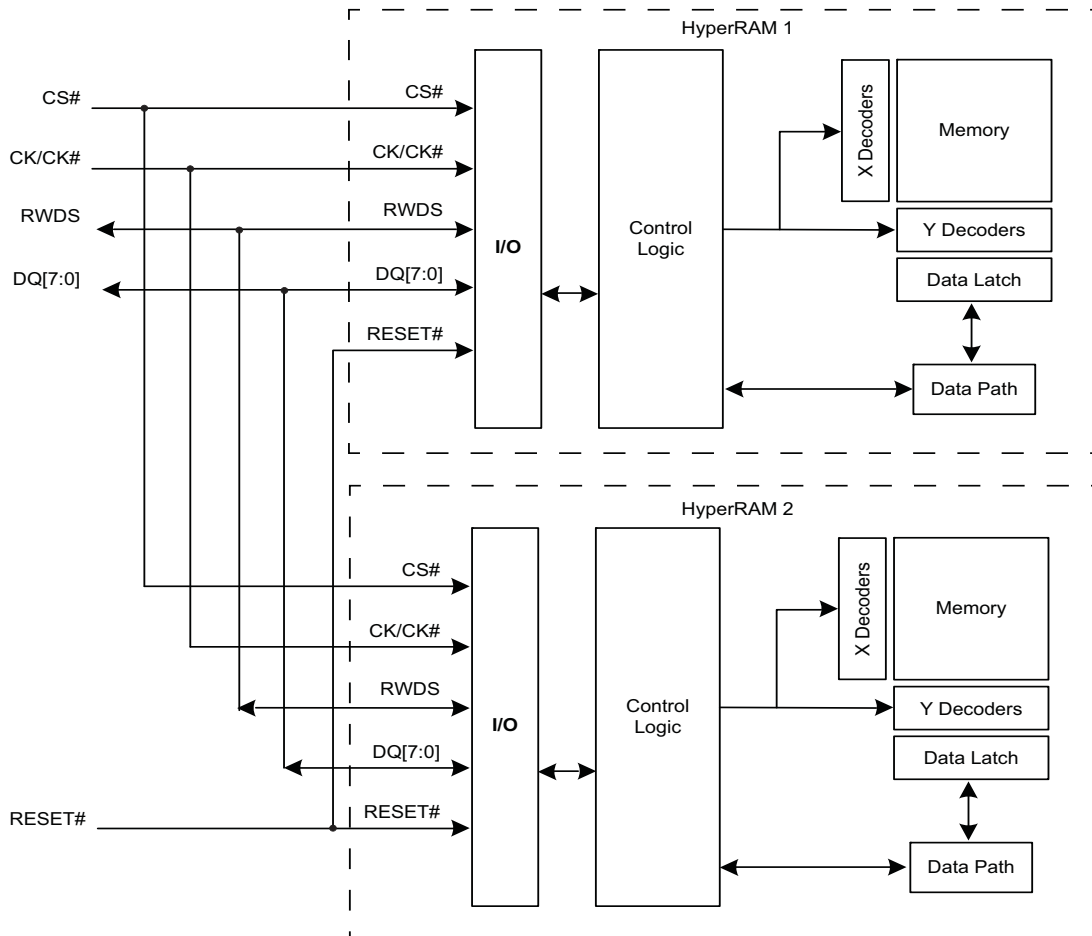 HyperRAM 1
CS#
CS#
CK/CK#
CK/CK#
RWDS
RWDS
DQ[7:0]
DQ[7:0]
RESET#
I/O
Control
Logic
X Decoders
Memory
Y Decoders
Data Latch
Data Path
HyperRAM 2
CS#
CK/CK#
RWDS
DQ[7:0]
RESET#
RESET#
I/O
Control
Logic
X Decoders
Memory
Y Decoders
Data Latch
Data Path